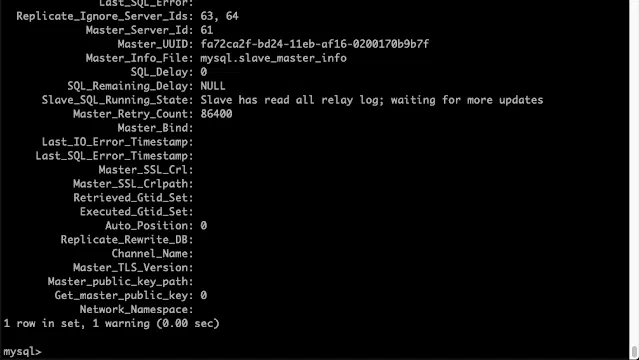 Last_SQL_Error:
Replicate_Ignore_Server_Ids: 63, 64
Master_Server_Id: 61
Master_UUID: fa72ca2f-bd24-11eb-af16-0200170b9b7f
Master_Info_File: mysql.slave_master_info
SQL_Delay: 0
SQL_Remaining_Delay: NULL
Slave_SQL_Running_State: Slave has read all relay log; waiting for more updates
Master_Retry_Count: 86400
Master_Bind:
Last_IO_Error_Timestamp:
Last_SQL_Error_Timestamp:
Master_SSL_Crl:
Master_SSL_Crlpath:
Retrieved_Gtid_Set:
Executed_Gtid_Set:
Auto_Position: 0
Replicate_Rewrite_DB:
Channel_Name:
Master_TLS_Version:
Master_public_key_path:
Get_master_public_key: 0
Network_Namespace:
1 row in set, 1 warning (0.00 sec)
mysql>